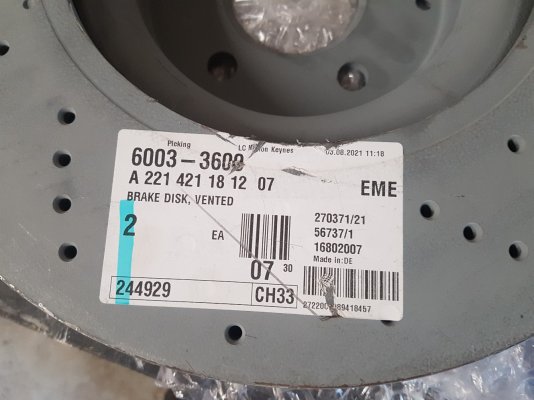 Picking LC Milton Keynes 03.08.2021 11:18
6003-3600
A 221 421 18 12 07 EME
BRAKE DISK, VENTED
2 EA
270371/21
56737/1
16802007
Made in: DE
07 30
244929 CH33